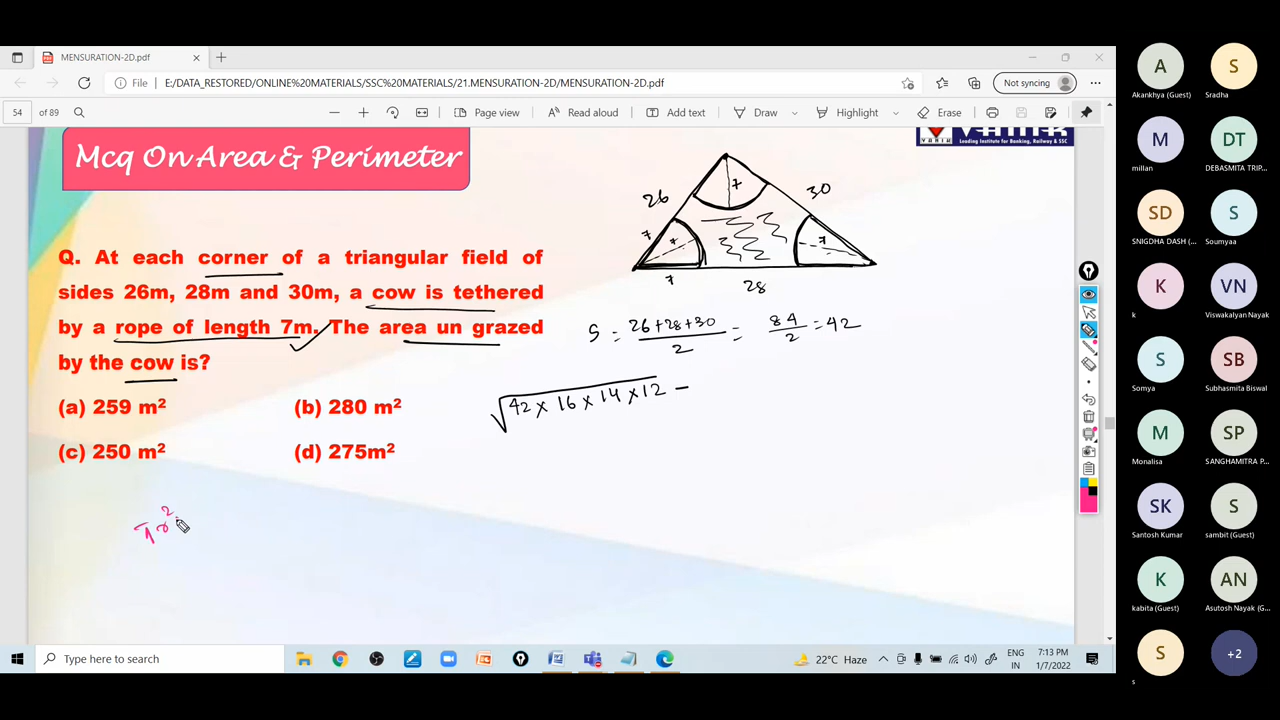 MENSURATION-2D.pdf
File E:/DATA_RESTORED/ONLINE%20MATERIALS/SSC%20MATERIALS/21.MENSURATION-2D/MENSURATION-2D.pdf Not syncing
54 of 89 Page view Read aloud Add text Draw Highlight Erase
Mcq On Area & Perimeter
Leading Institute for Banking, Railway & SSC
Q. At each corner of a triangular field of
sides 26m, 28m and 30m, a cow is tethered
by a rope of length 7m. The area un grazed
by the cow is?
(a) 259 m² (b) 280 m²
(c) 250 m² (d) 275m²
26 30
7
7 7 7
7 28
S = 26+28+30 / 2 = 84 / 2 = 42
√42 × 16 × 14 × 12 –
πr²
A
Akankhya (Guest)
S
Sradha
M
millan
DT
DEBASMITA TRIP...
SD
SNIGDHA DASH (...
S
Soumyaa
K
k
VN
Viswakalyan Nayak
S
Somya
SB
Subhasmita Biswal
M
Monalisa
SP
SANGHAMITRA P...
SK
Santosh Kumar
S
sambit (Guest)
K
kabita (Guest)
AN
Asutosh Nayak (G...
S
s
+2
Type here to search
22°C Haze
ENG
IN
7:13 PM
1/7/2022